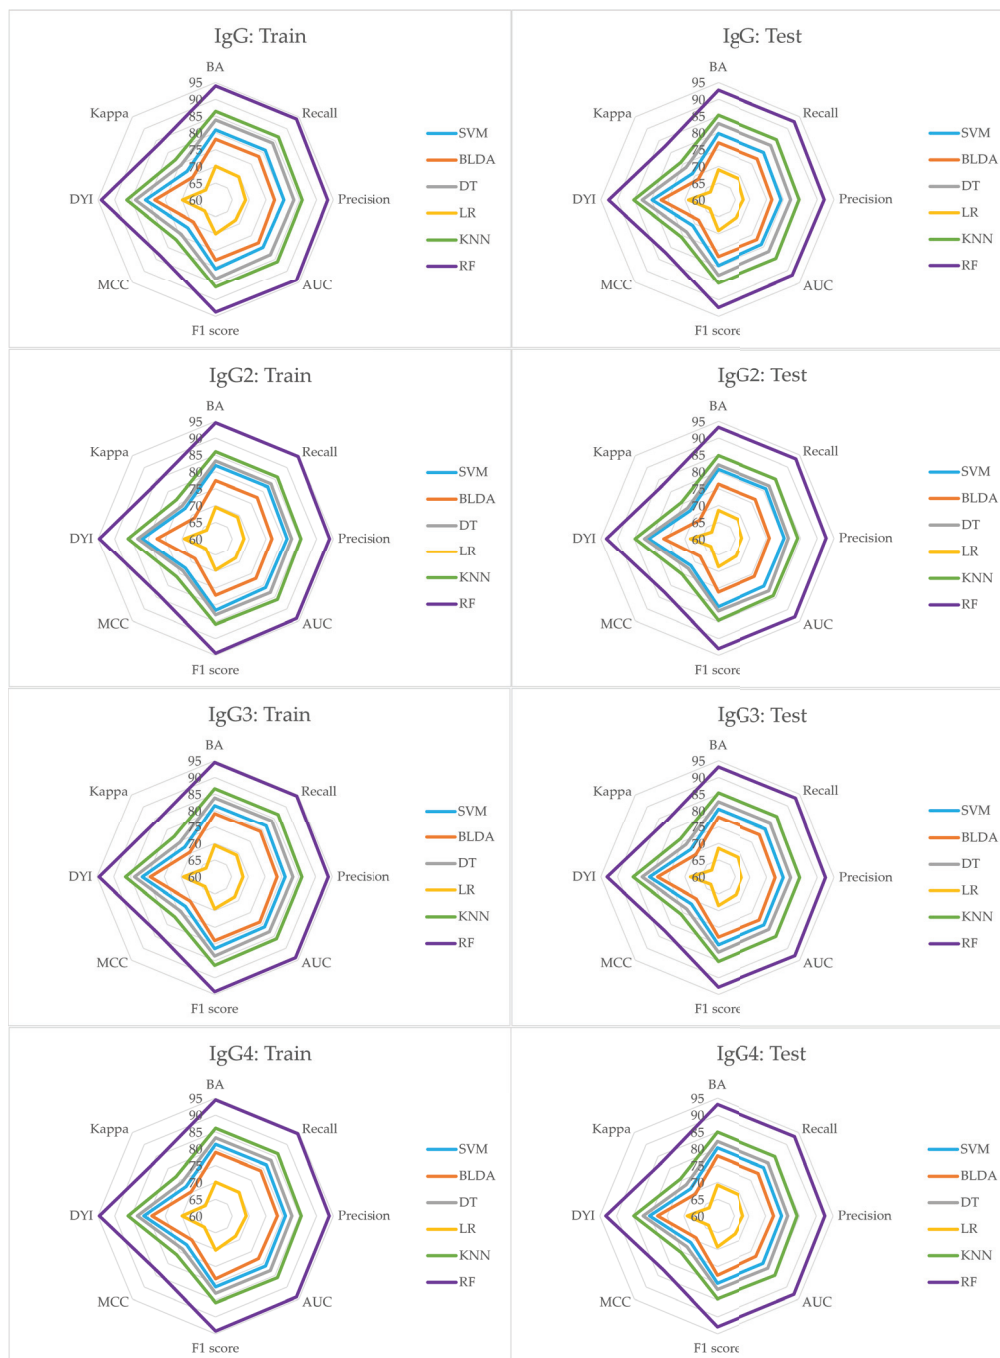 IgG: Train
BA
Recall
Precision
AUC
F1 score
MCC
DYI
Kappa
95
90
85
80
75
70
65
60
SVM
BLDA
DT
LR
KNN
RF
IgG: Test
BA
Recall
Precision
AUC
F1 score
MCC
DYI
Kappa
95
90
85
80
75
70
65
60
SVM
BLDA
DT
LR
KNN
RF
IgG2: Train
BA
Recall
Precision
AUC
F1 score
MCC
DYI
Kappa
95
90
85
80
75
70
65
60
SVM
BLDA
DT
LR
KNN
RF
IgG2: Test
BA
Recall
Precision
AUC
F1 score
MCC
DYI
Kappa
95
90
85
80
75
70
65
60
SVM
BLDA
DT
LR
KNN
RF
IgG3: Train
BA
Recall
Precision
AUC
F1 score
MCC
DYI
Kappa
95
90
85
80
75
70
65
60
SVM
BLDA
DT
LR
KNN
RF
IgG3: Test
BA
Recall
Precision
AUC
F1 score
MCC
DYI
Kappa
95
90
85
80
75
70
65
60
SVM
BLDA
DT
LR
KNN
RF
IgG4: Train
BA
Recall
Precision
AUC
F1 score
MCC
DYI
Kappa
95
90
85
80
75
70
65
60
SVM
BLDA
DT
LR
KNN
RF
IgG4: Test
BA
Recall
Precision
AUC
F1 score
MCC
DYI
Kappa
95
90
85
80
75
70
65
60
SVM
BLDA
DT
LR
KNN
RF